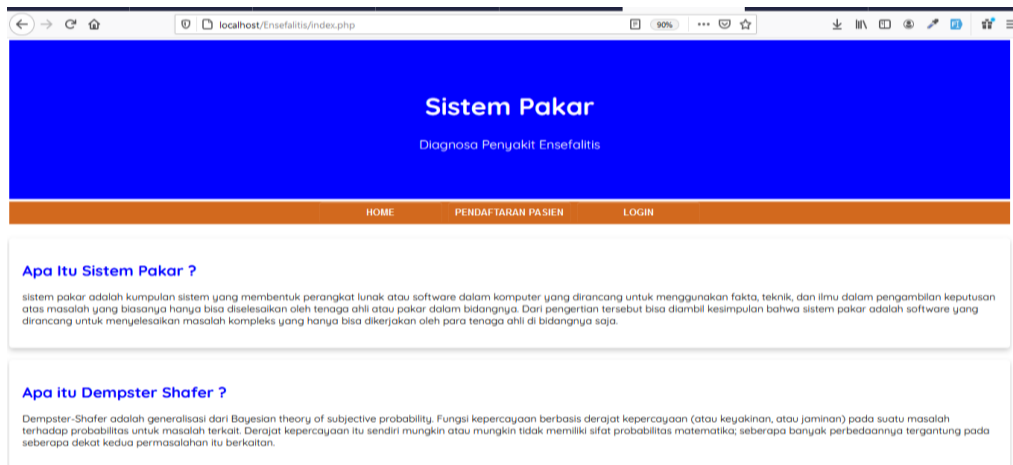 localhost/Ensefalitis/index.php
90%
Sistem Pakar
Diagnosa Penyakit Ensefalitis
HOME PENDAFTARAN PASIEN LOGIN
Apa Itu Sistem Pakar ?
sistem pakar adalah kumpulan sistem yang membentuk perangkat lunak atau software dalam komputer yang dirancang untuk menggunakan fakta, teknik, dan ilmu dalam pengambilan keputusan
atas masalah yang biasanya hanya bisa diselesaikan oleh tenaga ahli atau pakar dalam bidangnya. Dari pengertian tersebut bisa diambil kesimpulan bahwa sistem pakar adalah software yang
dirancang untuk menyelesaikan masalah kompleks yang hanya bisa dikerjakan oleh para tenaga ahli di bidangnya saja.
Apa itu Dempster Shafer ?
Dempster-Shafer adalah generalisasi dari Bayesian theory of subjective probability. Fungsi kepercayaan berbasis derajat kepercayaan (atau keyakinan, atau jaminan) pada suatu masalah
terhadap probabilitas untuk masalah terkait. Derajat kepercayaan itu sendiri mungkin atau mungkin tidak memiliki sifat probabilitas matematika; seberapa banyak perbedaannya tergantung pada
seberapa dekat kedua permasalahan itu berkaitan.